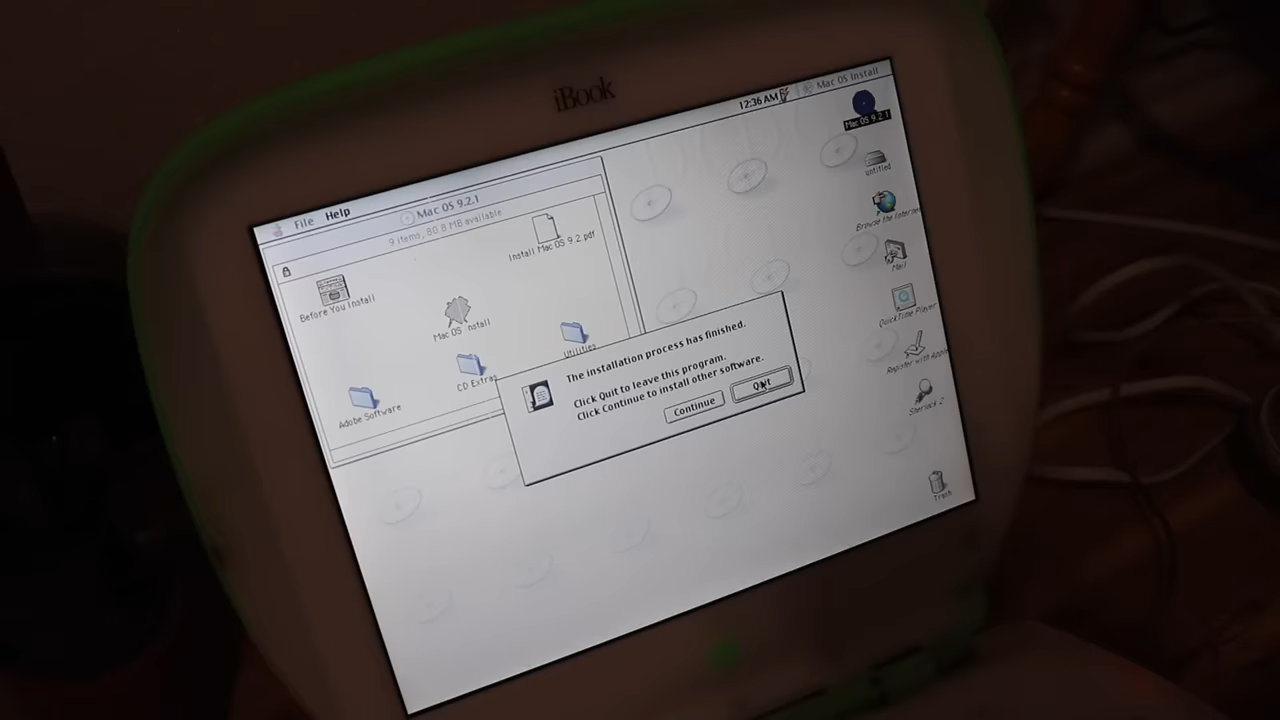 iBook
File Help
12:36 AM
Mac OS Install
Mac OS 9.2.1
9 items, 80.8 MB available
Before You Install
Mac OS Install
Install Mac OS 9.2.pdf
Adobe Software
CD Extras
Utilities
The installation process has finished.
Click Quit to leave this program.
Click Continue to install other software.
Continue
Quit
Mac OS 9.2.1
untitled
Browse the Internet
Mail
QuickTime Player
Register with Apple
Sherlock 2
Trash